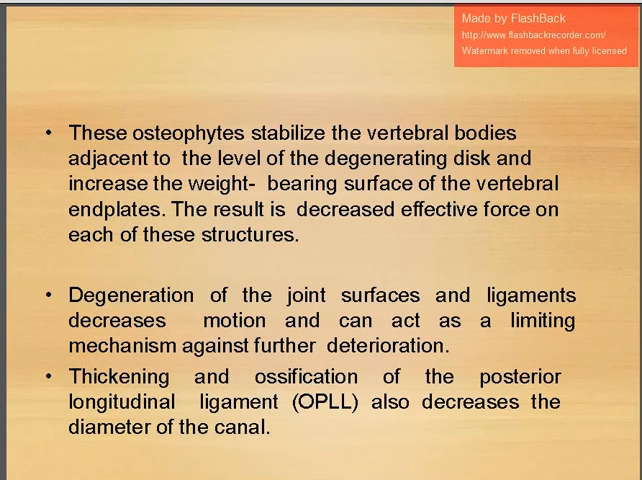 Made by FlashBack
http://www.flashbackrecorder.com/
Watermark removed when fully licensed
• These osteophytes stabilize the vertebral bodies
adjacent to the level of the degenerating disk and
increase the weight- bearing surface of the vertebral
endplates. The result is decreased effective force on
each of these structures.
• Degeneration of the joint surfaces and ligaments
decreases motion and can act as a limiting
mechanism against further deterioration.
• Thickening and ossification of the posterior
longitudinal ligament (OPLL) also decreases the
diameter of the canal.